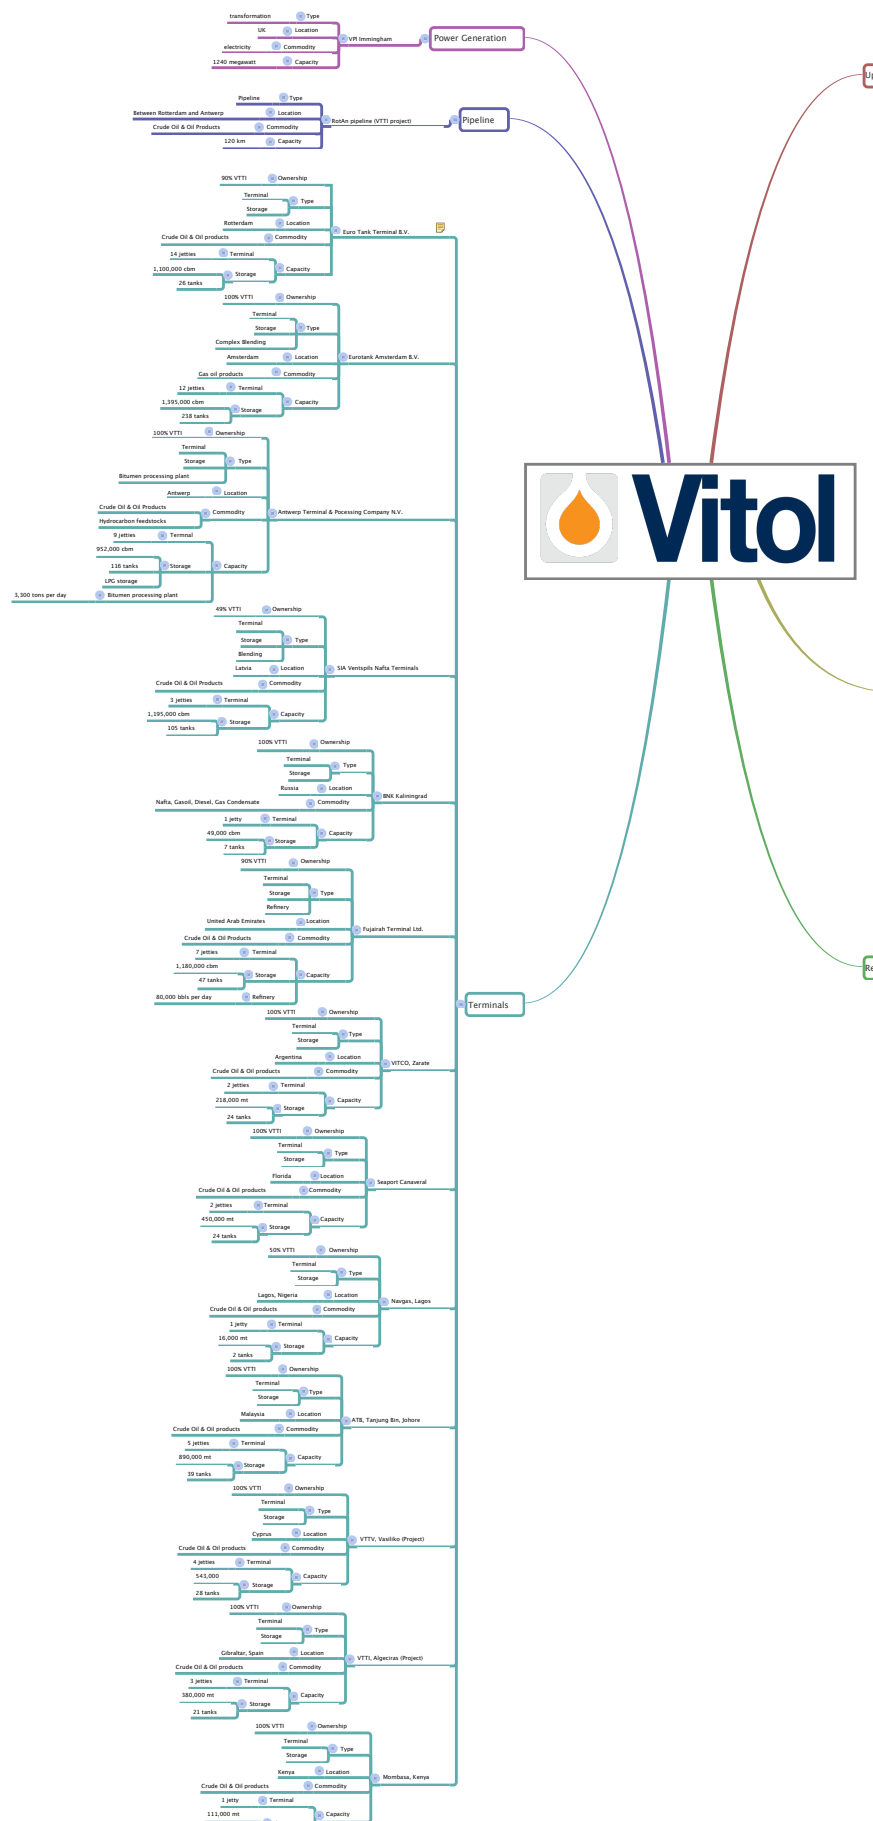 transformation Type
UK Location
VPI Immingham
Power Generation
electricity Commodity
1240 megawatt Capacity
Pipeline Type
Between Rotterdam and Antwerp Location
RotAn pipeline (VTTI project)
Pipeline
Crude Oil & Oil Products Commodity
120 km Capacity
90% VTTI Ownership
Terminal
Type
Storage
Rotterdam Location
Euro Tank Terminal B.V.
Crude Oil & Oil products Commodity
14 jetties Terminal
Capacity
1,100,000 cbm
Storage
26 tanks
100% VTTI Ownership
Terminal
Storage Type
Complex Blending
Amsterdam Location
Eurotank Amsterdam B.V.
Gas oil products Commodity
12 jetties Terminal
Capacity
1,395,000 cbm
Storage
238 tanks
100% VTTI Ownership
Terminal
Storage Type
Bitumen processing plant
Antwerp Location
Crude Oil & Oil Products
Commodity
Antwerp Terminal & Pocessing Company N.V.
Hydrocarbon feedstocks
9 jetties Termnal
952,000 cbm
116 tanks Storage
Capacity
LPG storage
3,300 tons per day Bitumen processing plant
Vitol
49% VTTI Ownership
Terminal
Storage Type
Blending
Latvia Location
SIA Ventspils Nafta Terminals
Crude Oil & Oil Products Commodity
3 jetties Terminal
Capacity
1,195,000 cbm
Storage
105 tanks
100% VTTI Ownership
Terminal
Type
Storage
Russia Location
BNK Kaliningrad
Nafta, Gasoil, Diesel, Gas Condensate Commodity
1 jetty Terminal
Capacity
49,000 cbm
Storage
7 tanks
90% VTTI Ownership
Terminal
Storage Type
Refinery
United Arab Emirates Location
Fujairah Terminal Ltd.
Crude Oil & Oil Products Commodity
7 jetties Terminal
1,180,000 cbm
Storage
Capacity
47 tanks
80,000 bbls per day Refinery
Terminals
100% VTTI Ownership
Terminal
Type
Storage
Argentina Location
VITCO, Zarate
Crude Oil & Oil products Commodity
2 jetties Terminal
Capacity
218,000 mt
Storage
24 tanks
100% VTTI Ownership
Terminal
Type
Storage
Florida Location
Seaport Canaveral
Crude Oil & Oil products Commodity
2 jetties Terminal
Capacity
450,000 mt
Storage
24 tanks
50% VTTI Ownership
Terminal
Type
Storage
Lagos, Nigeria Location
Navgas, Lagos
Crude Oil & Oil products Commodity
1 jetty Terminal
Capacity
16,000 mt
Storage
2 tanks
100% VTTI Ownership
Terminal
Type
Storage
Malaysia Location
ATB, Tanjung Bin, Johore
Crude Oil & Oil products Commodity
5 jetties Terminal
Capacity
890,000 mt
Storage
39 tanks
100% VTTI Ownership
Terminal
Type
Storage
Cyprus Location
VTTV, Vasiliko (Project)
Crude Oil & Oil products Commodity
4 jetties Terminal
Capacity
543,000
Storage
28 tanks
100% VTTI Ownership
Terminal
Type
Storage
Gibraltar, Spain Location
VTTI, Algeciras (Project)
Crude Oil & Oil products Commodity
3 jetties Terminal
Capacity
380,000 mt
Storage
21 tanks
100% VTTI Ownership
Terminal
Type
Storage
Kenya Location
Mombasa, Kenya
Crude Oil & Oil products Commodity
1 jetty Terminal
Capacity
111,000 mt